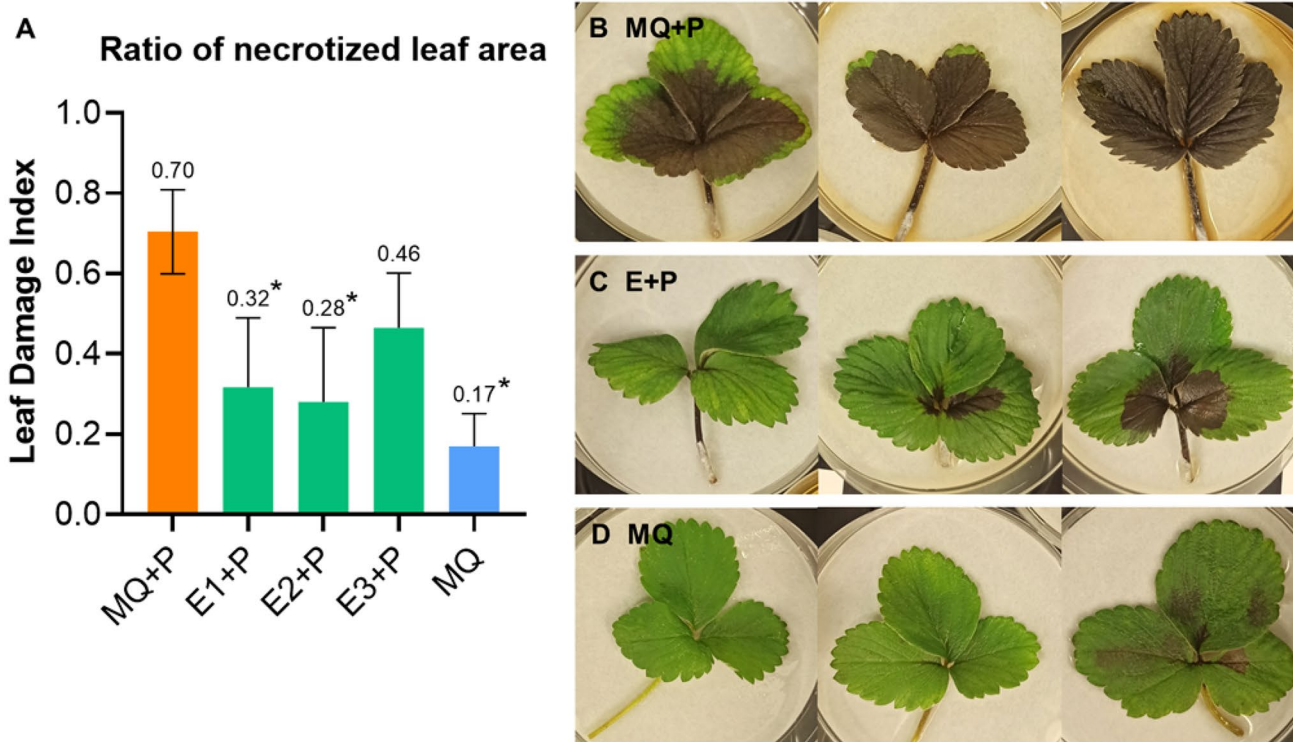 A
Ratio of necrotized leaf area
Leaf Damage Index
1.0
0.8
0.6
0.4
0.2
0.0
0.70
0.32*
0.28*
0.46
0.17*
MQ+P
E1+P
E2+P
E3+P
MQ
B MQ+P
C E+P
D MQ